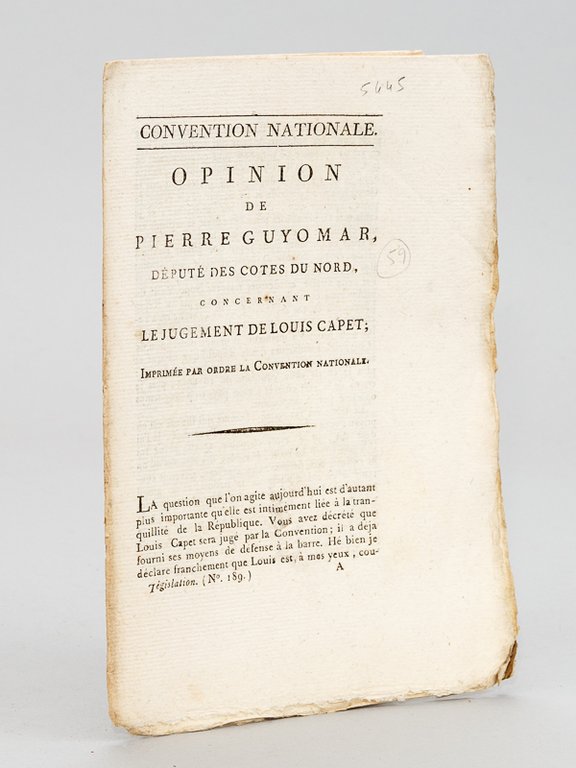 5445
CONVENTION NATIONALE.
OPINION
DE
PIERRE GUYOMAR,
DÉPUTÉ DES COTES DU NORD,
59
CONCERNANT
LE JUGEMENT DE LOUIS CAPET;
IMPRIMÉE PAR ORDRE LA CONVENTION NATIONALE.
LA question que l'on agite aujourd'hui est d'autant
plus importante qu'elle est intimement liée à la tran-
quillité de la République. Vous avez décrété que
Louis Capet sera jugé par la Convention; il a deja
fourni ses moyens de défense à la barre. Hé bien je
déclare franchement que Louis est, à mes yeux, cou-
Législation. (N°. 189.)
A